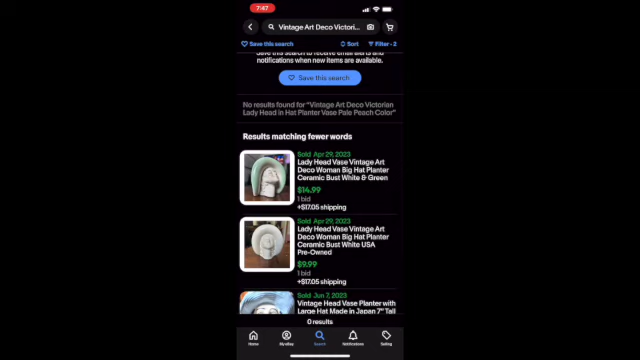 7:47
Vintage Art Deco Victori...
Save this search
Sort
Filter · 2
Save this search to receive email alerts and
notifications when new items are available.
Save this search
No results found for "Vintage Art Deco Victorian
Lady Head in Hat Planter Vase Pale Peach Color"
Results matching fewer words
Sold Apr 29, 2023
Lady Head Vase Vintage Art
Deco Woman Big Hat Planter
Ceramic Bust White & Green
$14.99
1 bid
+$17.05 shipping
Sold Apr 29, 2023
Lady Head Vase Vintage Art
Deco Woman Big Hat Planter
Ceramic Bust White USA
Pre-Owned
$9.99
1 bid
+$17.05 shipping
Sold Jun 7, 2023
Vintage Head Vase Planter with
Large Hat Made in Japan 7" Tall
0 results
Home
My eBay
Search
Notifications
Selling